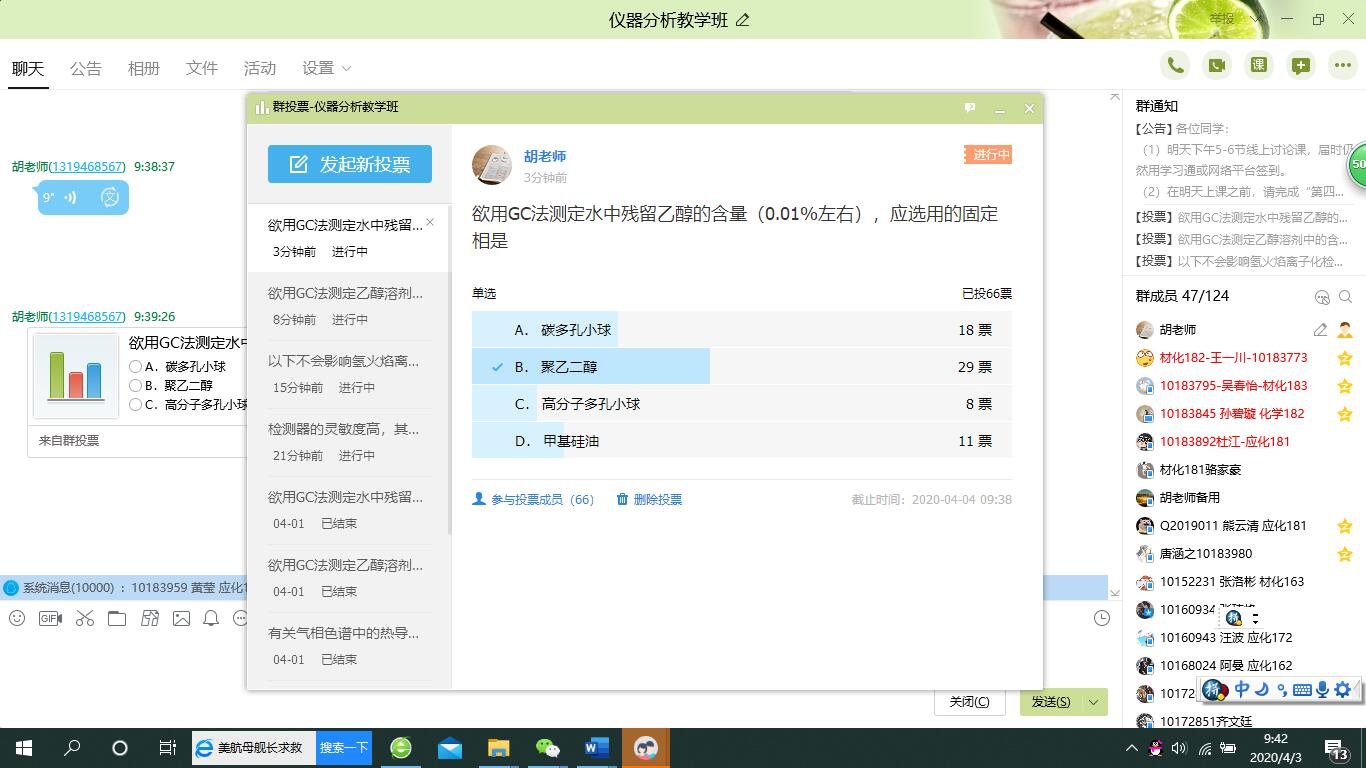 仪器分析教学班
举报
聊天 公告 相册 文件 活动 设置
课
胡老师(1319468567) 9:38:37
9"
文
胡老师(1319468567) 9:39:26
欲用GC法测定水中
A．碳多孔小球
B．聚乙二醇
C．高分子多孔小球
来自群投票
系统消息(10000) ：10183959 黄莹 应化1
GIF
关闭(C) 发送(S)
群投票-仪器分析教学班
发起新投票
欲用GC法测定水中残留...
3分钟前 进行中
欲用GC法测定乙醇溶剂...
8分钟前 进行中
以下不会影响氢火焰离...
15分钟前 进行中
检测器的灵敏度高，其...
21分钟前 进行中
欲用GC法测定水中残留...
04-01 已结束
欲用GC法测定乙醇溶剂...
04-01 已结束
有关气相色谱中的热导...
04-01 已结束
胡老师
3分钟前
进行中
欲用GC法测定水中残留乙醇的含量（0.01%左右），应选用的固定
相是
单选 已投66票
A． 碳多孔小球 18 票
B． 聚乙二醇 29 票
C． 高分子多孔小球 8 票
D． 甲基硅油 11 票
参与投票成员（66） 删除投票 截止时间：2020-04-04 09:38
群通知
【公告】各位同学：
（1）明天下午5-6节线上讨论课，届时仍
然用学习通或网络平台签到。
（2）在明天上课之前，请完成“第四...
【投票】欲用GC法测定水中残留乙醇的...
【投票】欲用GC法测定乙醇溶剂中的含...
【投票】以下不会影响氢火焰离子化检...
50
群成员 47/124
胡老师
材化182-王一川-10183773
10183795-吴春怡-材化183
10183845 孙碧璇 化学182
10183892杜江-应化181
材化181骆家豪
胡老师备用
Q2019011 熊云清 应化181
唐涵之10183980
10152231 张洛彬 材化163
10160934
10160943 汪波 应化172
10168024 阿曼 应化162
10172
10172851齐文廷
拼 中
美航母舰长求救 搜索一下
9:42
2020/4/3
13